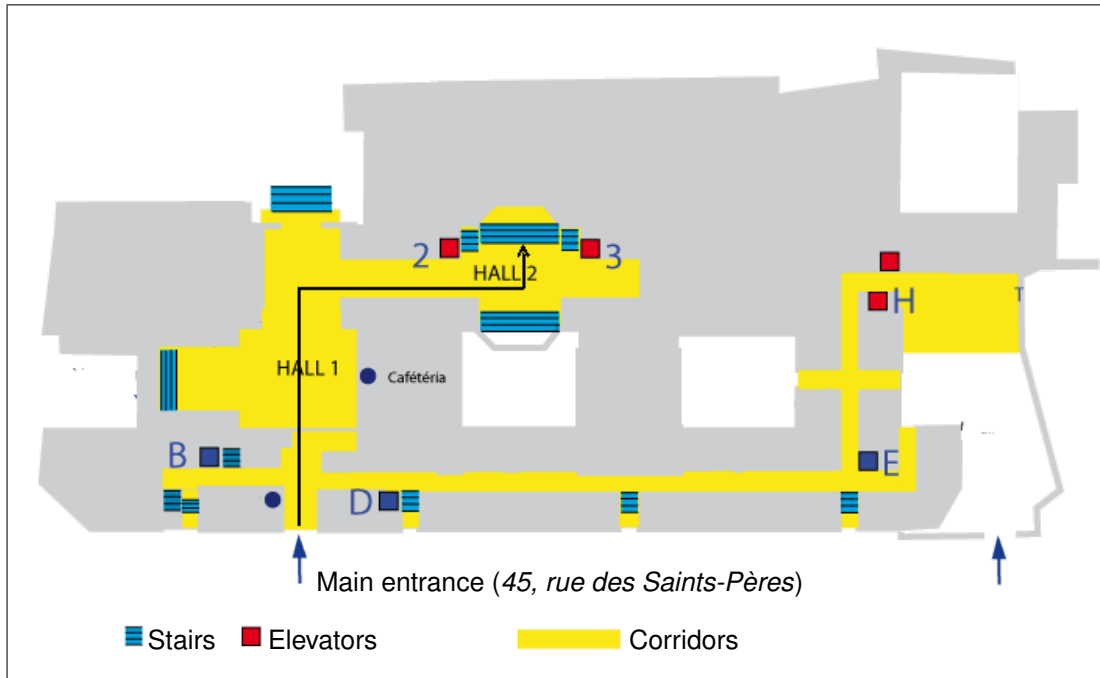 2
HALL 2
3
H
T
HALL 1
Cafétéria
B
E
D
Main entrance (45, rue des Saints-Pères)
Stairs
Elevators
Corridors